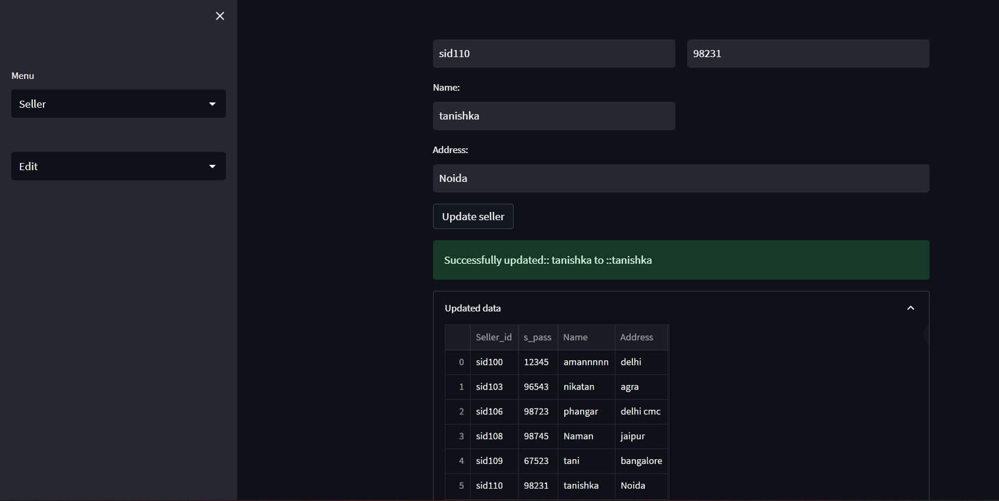 Menu
Seller
Edit
sid110 98231
Name:
tanishka
Address:
Noida
Update seller
Successfully updated:: tanishka to ::tanishka
Updated data
Seller_id s_pass Name Address
0 sid100 12345 amannnnn delhi
1 sid103 96543 nikatan agra
2 sid106 98723 phangar delhi cmc
3 sid108 98745 Naman jaipur
4 sid109 67523 tani bangalore
5 sid110 98231 tanishka Noida